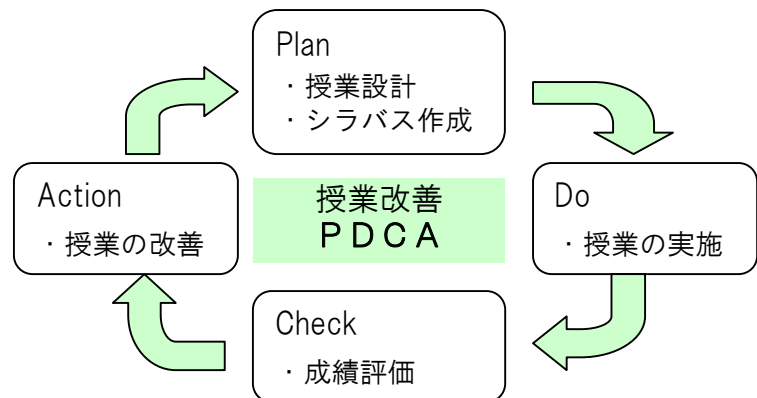 Plan
・授業設計
・シラバス作成
Action
・授業の改善
授業改善
ＰＤＣＡ
Do
・授業の実施
Check
・成績評価